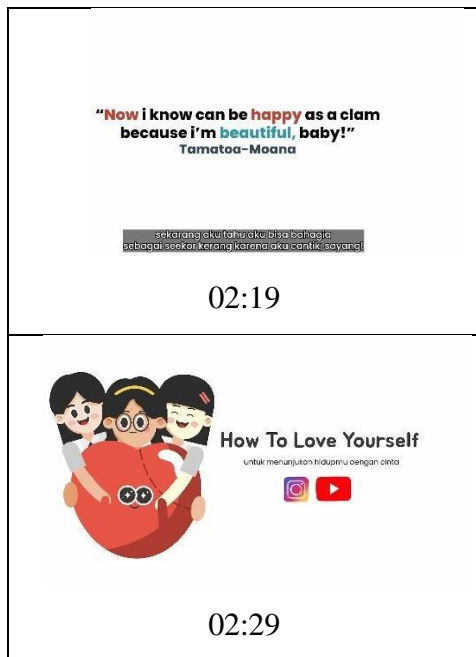 “Now i know can be happy as a clam
because i’m beautiful, baby!”
Tamatoa-Moana
sekarang aku tahu aku bisa bahagia
sebagai seekor kerang karena aku cantik, sayang!
02:19
How To Love Yourself
untuk menunjukan hidupmu dengan cinta
02:29